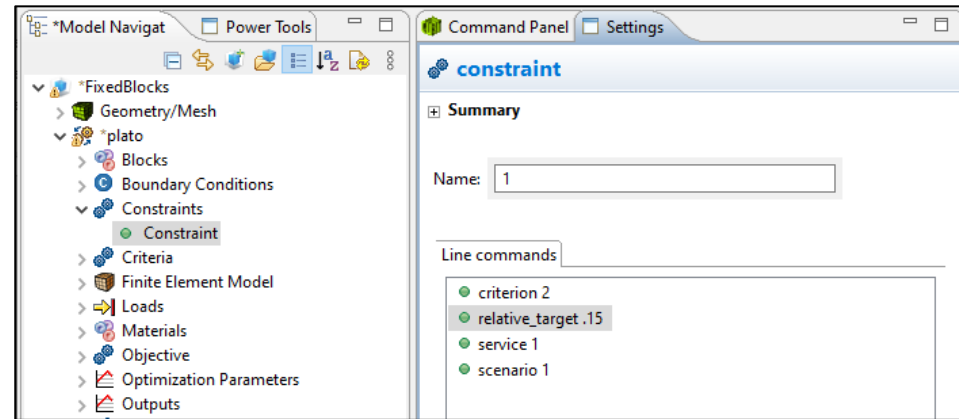 *Model Navigat
Power Tools
*FixedBlocks
Geometry/Mesh
*plato
Blocks
Boundary Conditions
Constraints
Constraint
Criteria
Finite Element Model
Loads
Materials
Objective
Optimization Parameters
Outputs
Command Panel
Settings
constraint
Summary
Name: 1
Line commands
criterion 2
relative_target .15
service 1
scenario 1